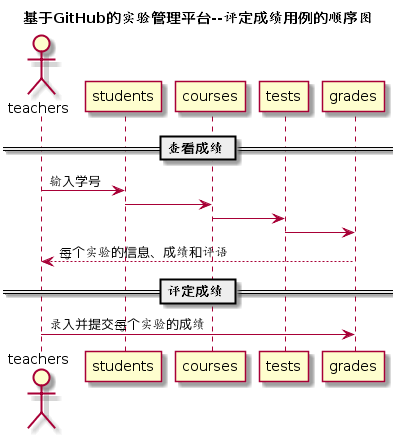 基于GitHub的实验管理平台--评定成绩用例的顺序图
teachers
students
courses
tests
grades
查看成绩
输入学号
每个实验的信息、成绩和评语
评定成绩
录入并提交每个实验的成绩
teachers
students
courses
tests
grades